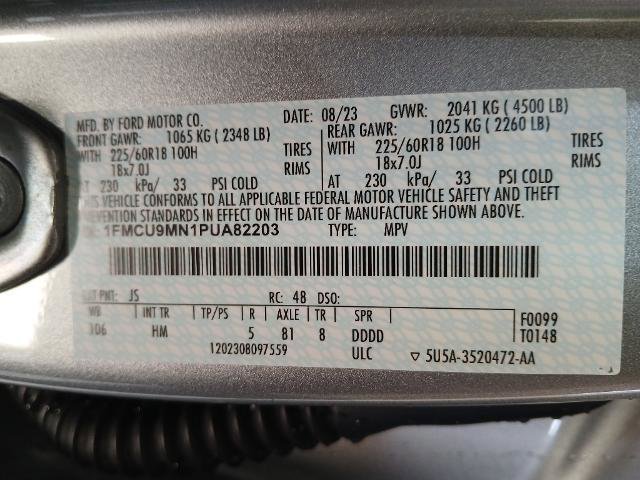 MFD. BY FORD MOTOR CO. DATE: 08/23 GVWR: 2041 KG ( 4500 LB)
FRONT GAWR: 1065 KG ( 2348 LB) REAR GAWR: 1025 KG ( 2260 LB)
WITH 225/60R18 100H TIRES WITH 225/60R18 100H TIRES
18x7.0J RIMS 18x7.0J RIMS
AT 230 kPa/ 33 PSI COLD AT 230 kPa/ 33 PSI COLD
THIS VEHICLE CONFORMS TO ALL APPLICABLE FEDERAL MOTOR VEHICLE SAFETY AND THEFT
PREVENTION STANDARDS IN EFFECT ON THE DATE OF MANUFACTURE SHOWN ABOVE.
1FMCU9MN1PUA82203 TYPE: MPV
EXT PNT: JS RC: 48 DSO:
WB INT TR TP/PS R AXLE TR SPR F0099
106 HM 5 81 8 DDDD T0148
1202308097559 ULC ▽ 5U5A-3520472-AA